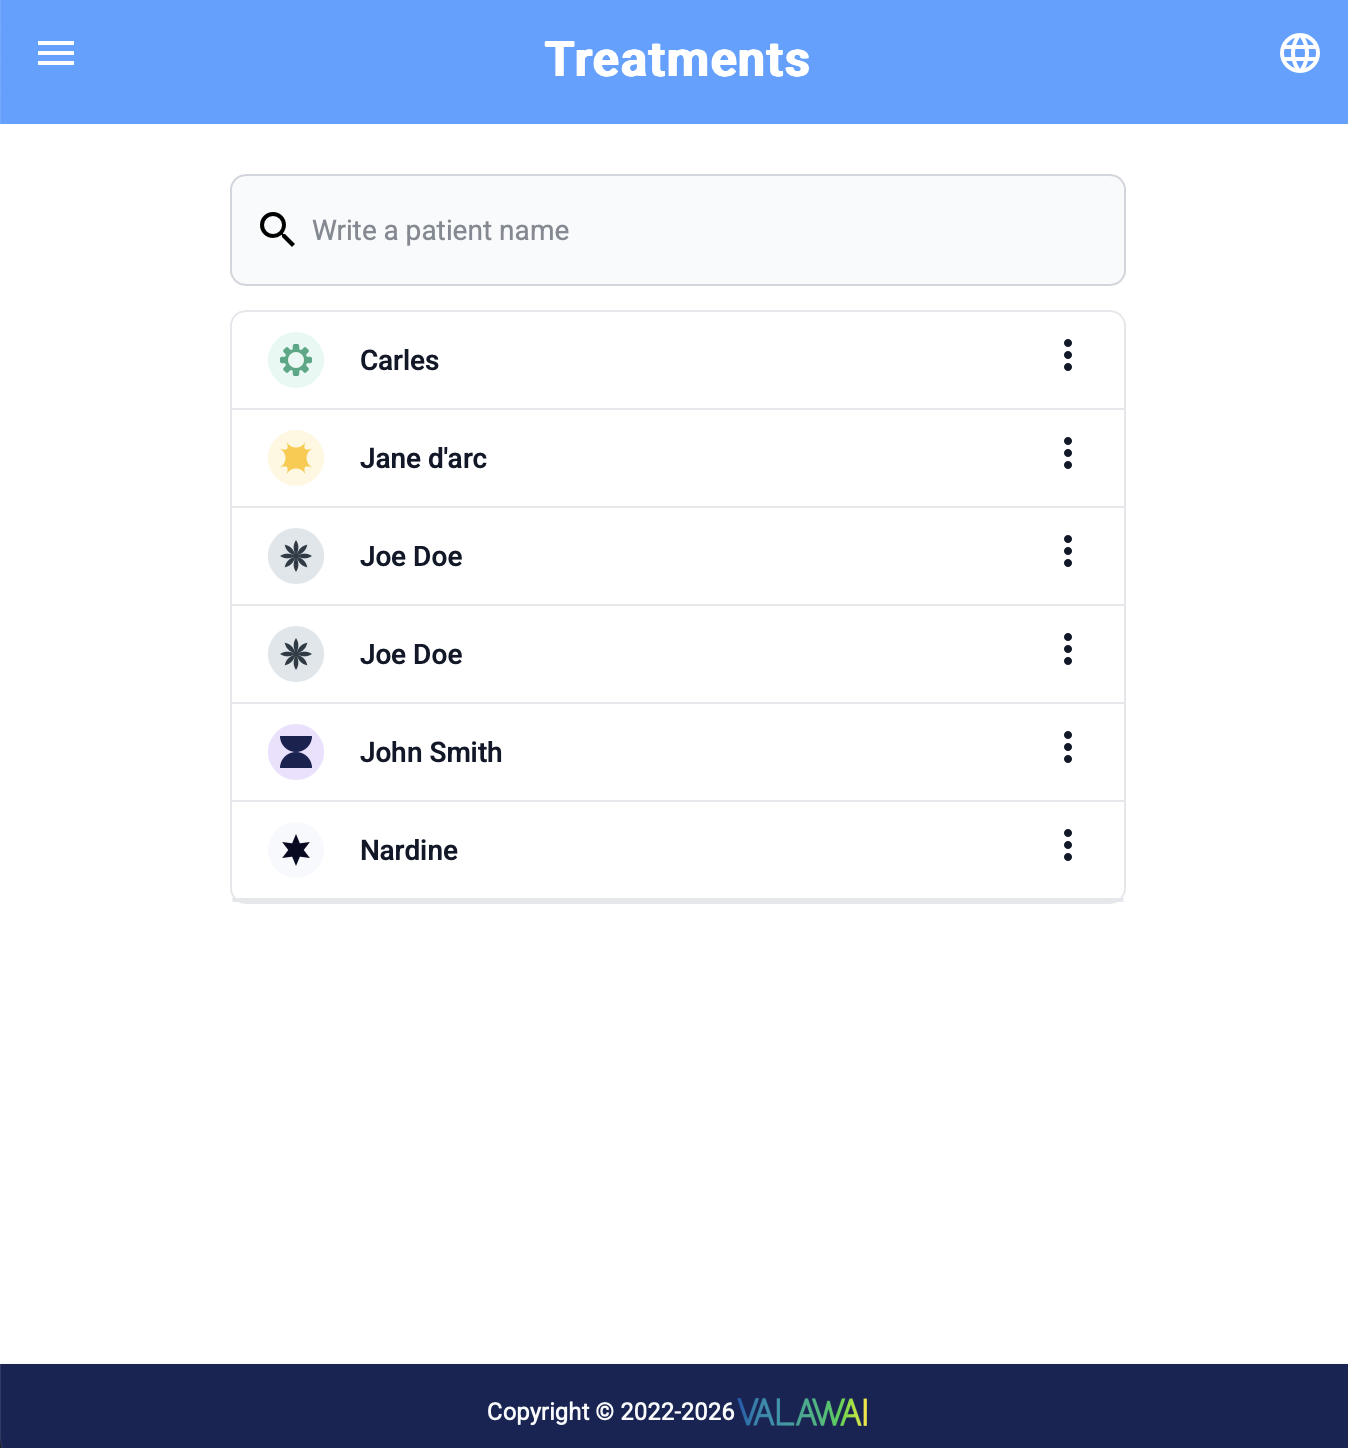 Treatments
Write a patient name
Carles
Jane d'arc
Joe Doe
Joe Doe
John Smith
Nardine
Copyright © 2022-2026 VALAWAI